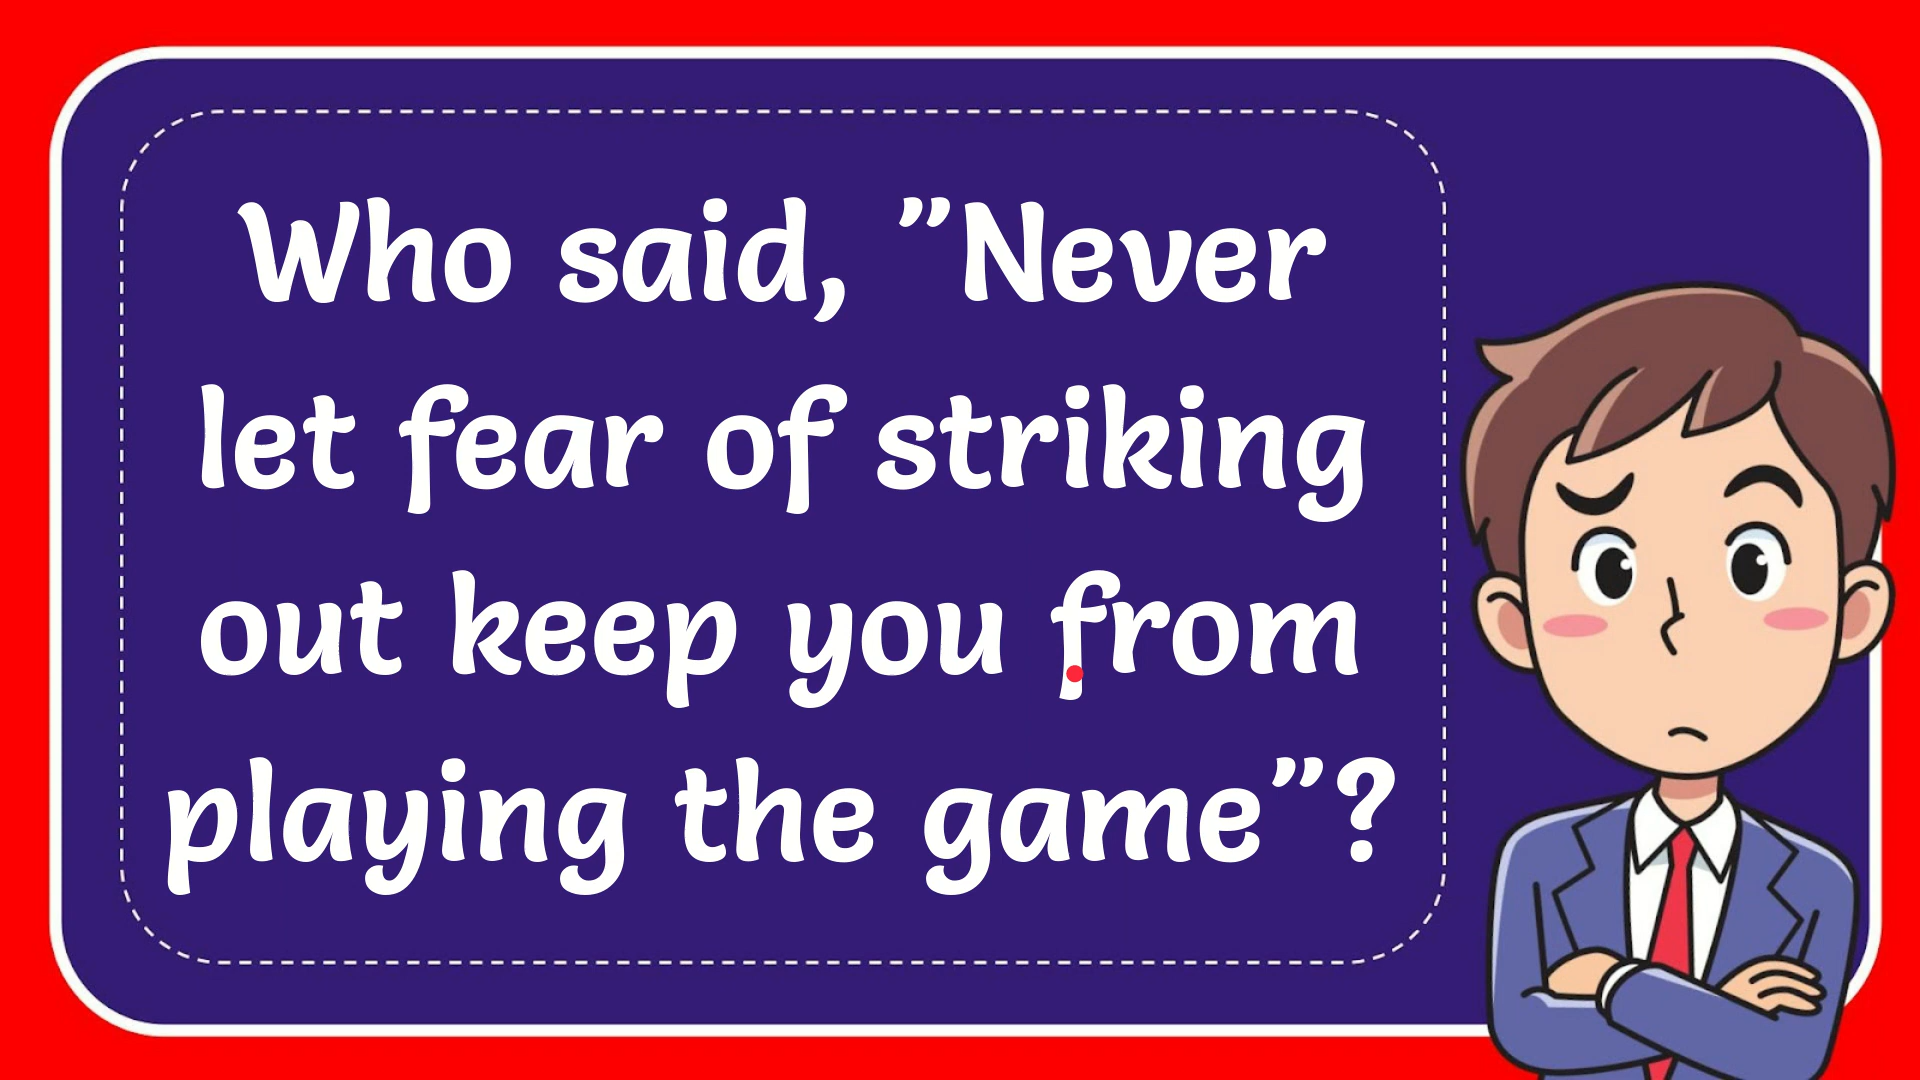 Who said, "Never
let fear of striking
out keep you from
playing the game"?